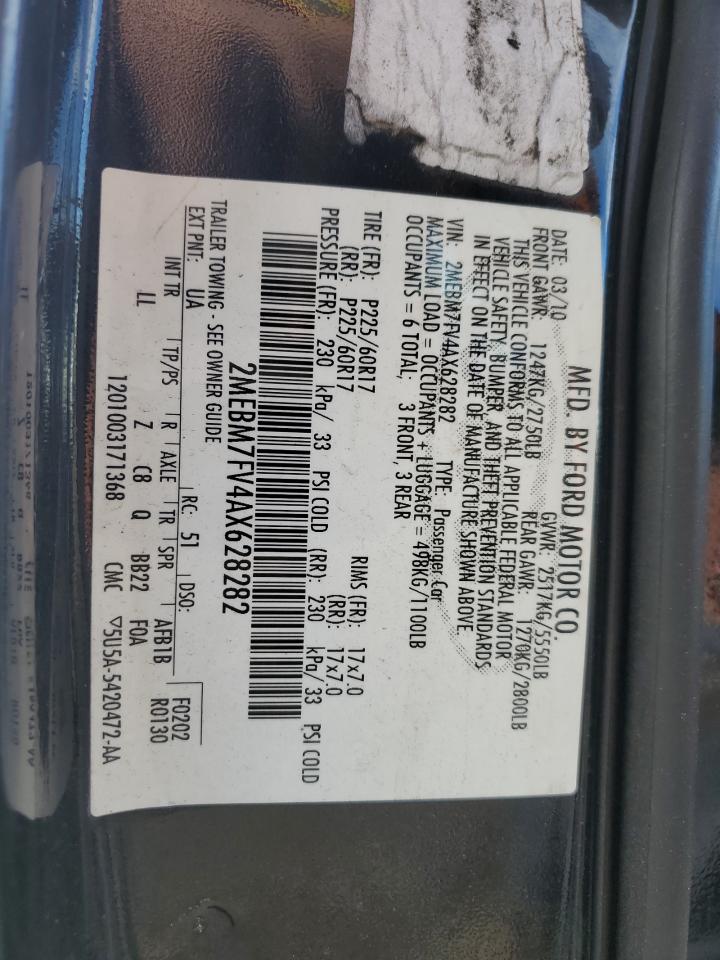 MFD. BY FORD MOTOR CO
DATE: 03/10 GVWR: 2517KG/5550LB
FRONT GAWR: 1247KG/2750LB REAR GAWR: 1270KG/2800LB
THIS VEHICLE CONFORMS TO ALL APPLICABLE FEDERAL MOTOR
VEHICLE SAFETY, BUMPER, AND THEFT PREVENTION STANDARDS
IN EFFECT ON THE DATE OF MANUFACTURE SHOWN ABOVE.
VIN: 2MEBM7FV4AX628282 TYPE: Passenger Car
MAXIMUM LOAD = OCCUPANTS + LUGGAGE = 498KG/1100LB
OCCUPANTS = 6 TOTAL; 3 FRONT, 3 REAR
TIRE (FR): P225/60R17 RIMS (FR): 17x7.0
(RR): P225/60R17 (RR): 17x7.0
PRESSURE (FR): 230 kPa/ 33 PSI COLD (RR): 230 kPa/ 33 PSI COLD
2MEBM7FV4AX628282
TRAILER TOWING - SEE OWNER GUIDE
EXT PNT: UA RC: 51 DSO: F0202
AFB1B R0130
INT TR TP/PS R AXLE TR SPR
LL Z C8 Q BB22 F0A
1201003171368 CMC ▽5U5A-5420472-AA